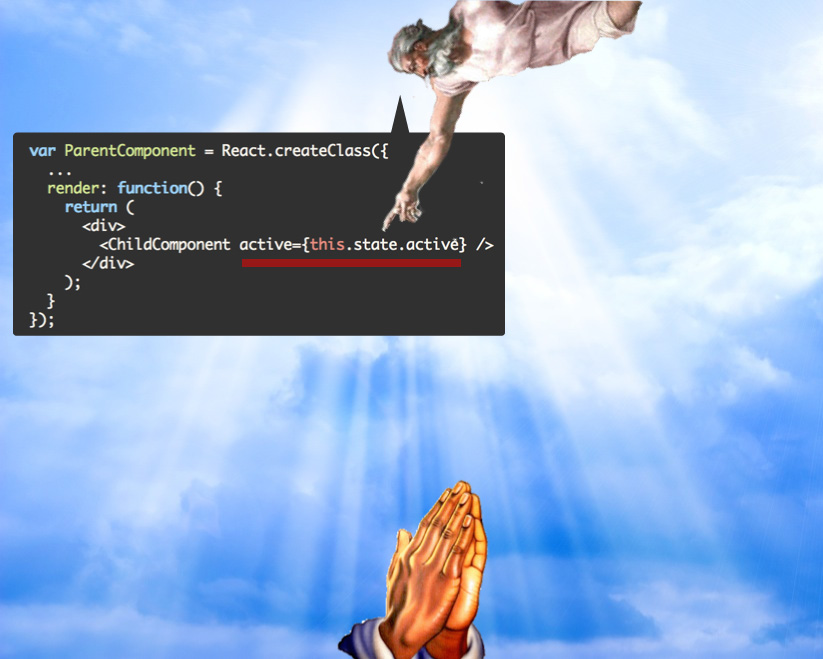 var ParentComponent = React.createClass({
  ...
  render: function() {
    return (
      <div>
        <ChildComponent active={this.state.active} />
      </div>
    );
  }
});